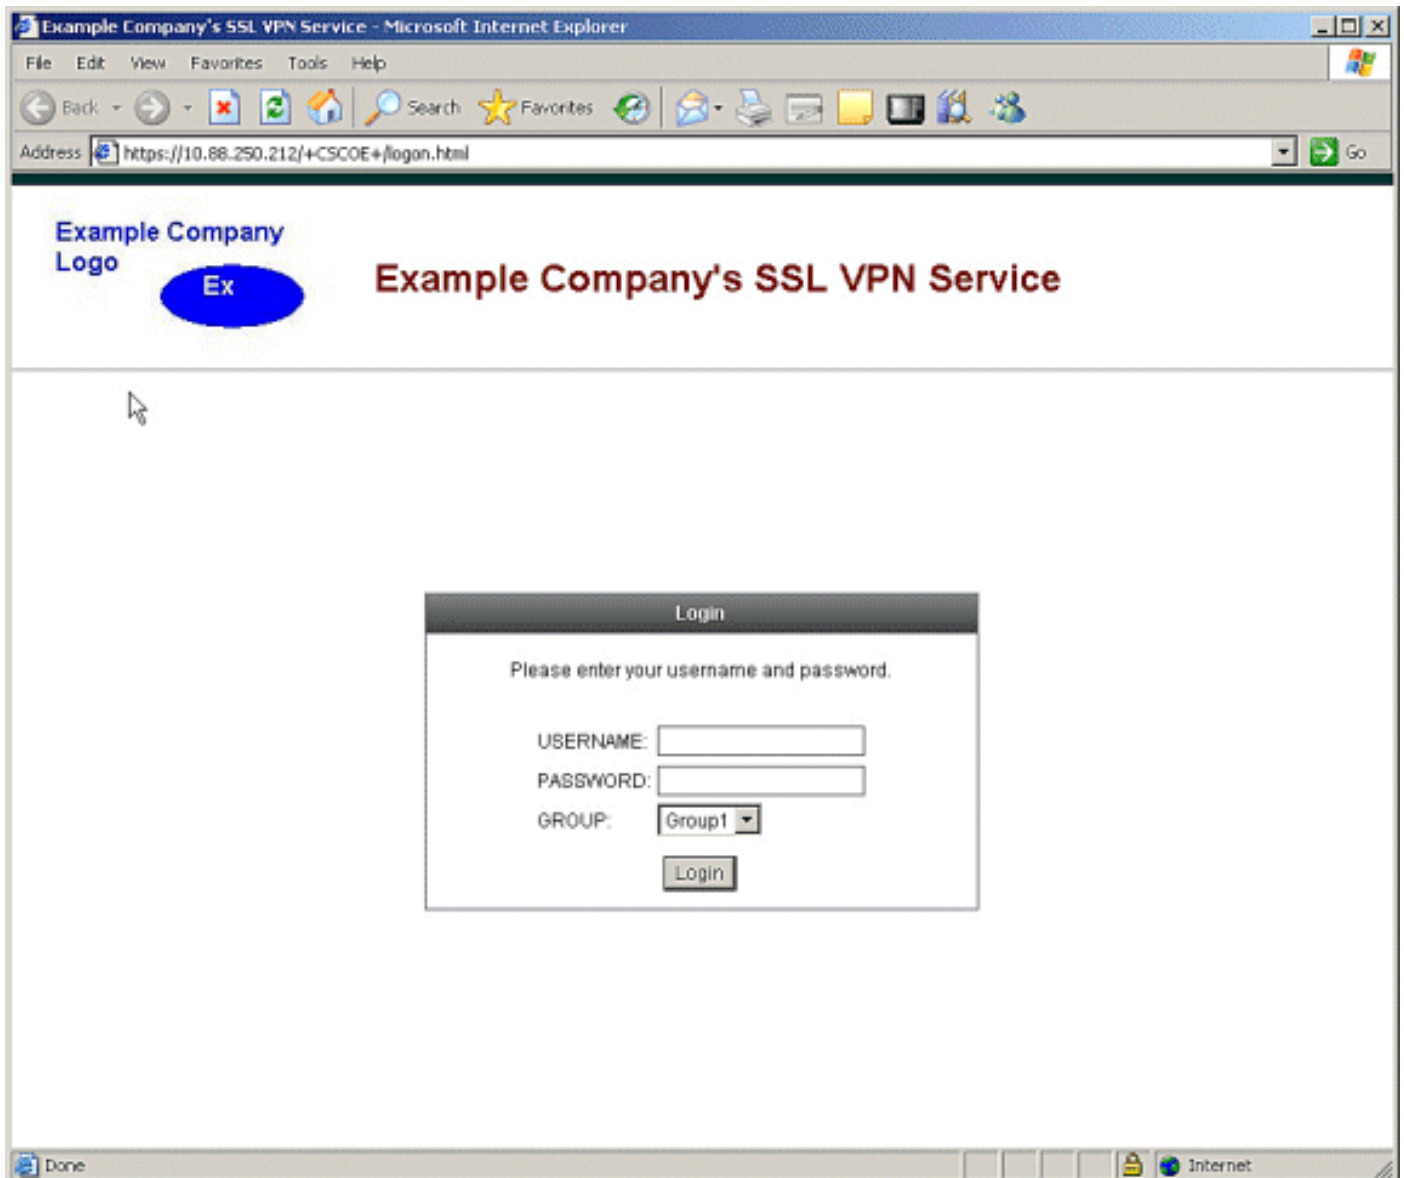 Example Company's SSL VPN Service - Microsoft Internet Explorer
File Edit View Favorites Tools Help
Back Search Favorites
Address https://10.88.250.212/+CSCOE+/logon.html Go
Example Company
Logo
Ex
Example Company's SSL VPN Service
Login
Please enter your username and password.
USERNAME:
PASSWORD:
GROUP: Group1
Login
Done Internet